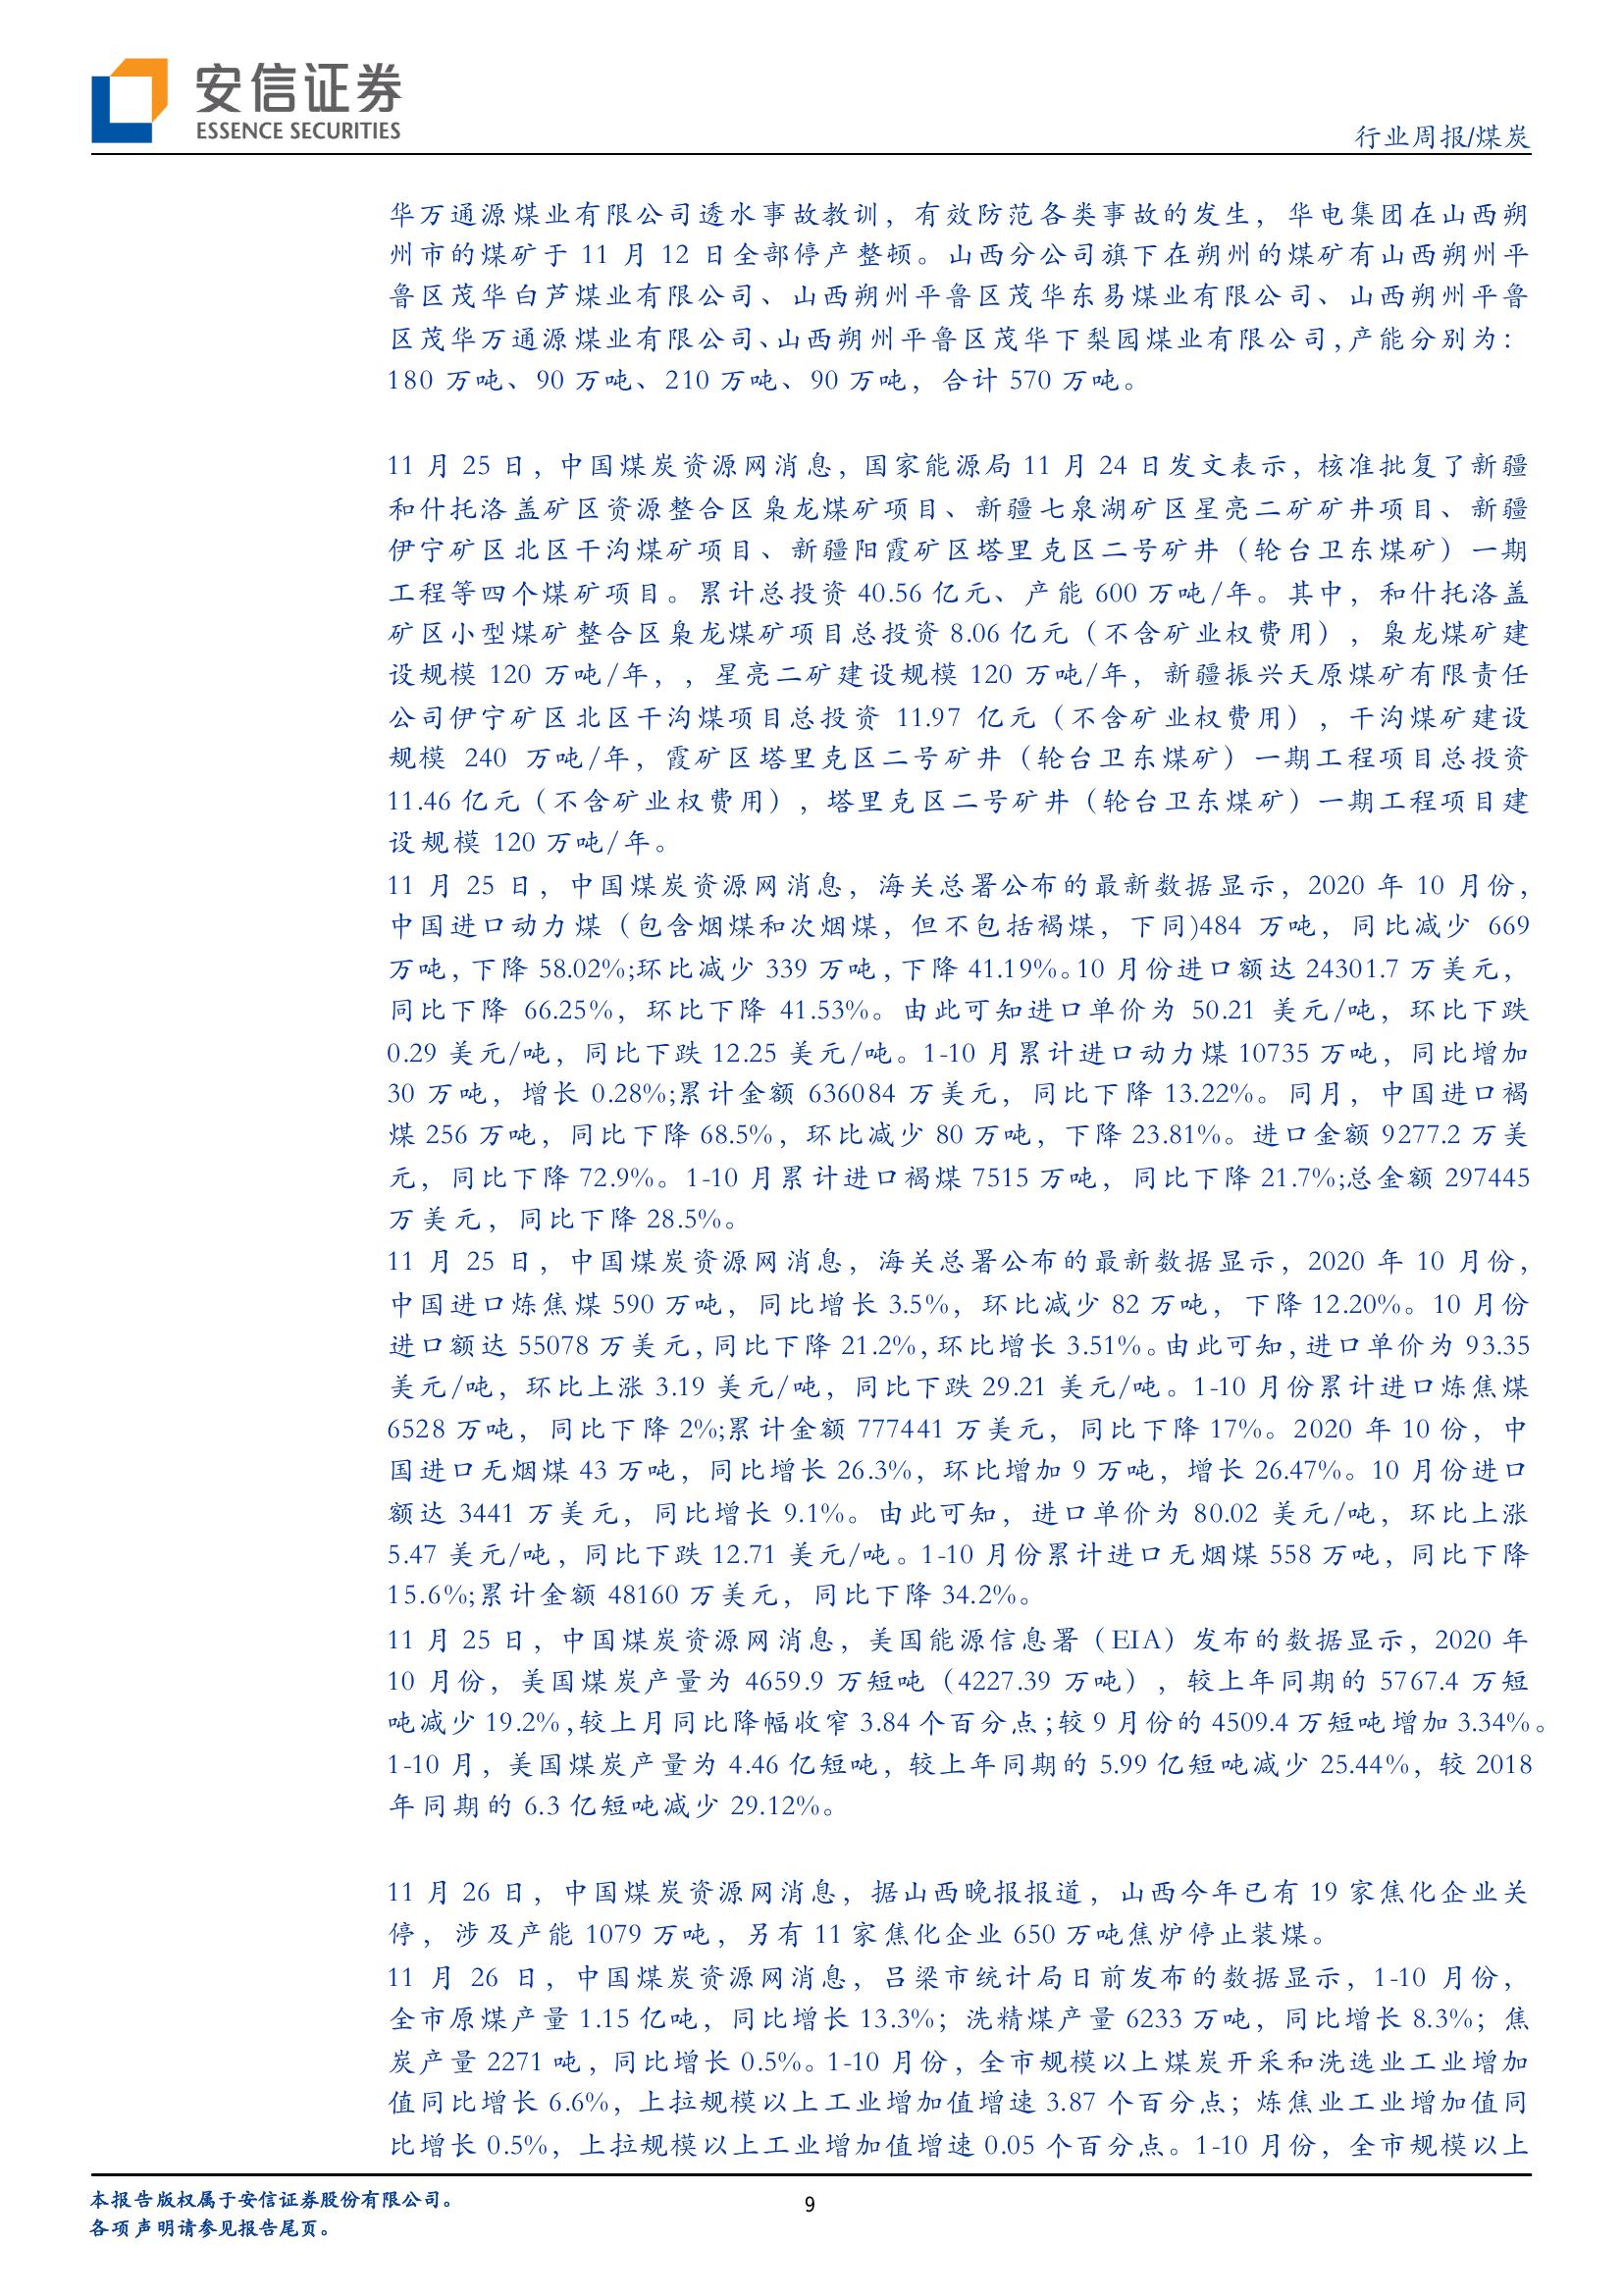 安信证券
ESSENCE SECURITIES
行业周报/煤炭
华万通源煤业有限公司透水事故教训，有效防范各类事故的发生，华电集团在山西朔
州市的煤矿于 11 月 12 日全部停产整顿。山西分公司旗下在朔州的煤矿有山西朔州平
鲁区茂华白芦煤业有限公司、山西朔州平鲁区茂华东易煤业有限公司、山西朔州平鲁
区茂华万通源煤业有限公司、山西朔州平鲁区茂华下梨园煤业有限公司,产能分别为：
180 万吨、90 万吨、210 万吨、90 万吨，合计 570 万吨。
11 月 25 日，中国煤炭资源网消息，国家能源局 11 月 24 日发文表示，核准批复了新疆
和什托洛盖矿区资源整合区枭龙煤矿项目、新疆七泉湖矿区星亮二矿矿井项目、新疆
伊宁矿区北区干沟煤矿项目、新疆阳霞矿区塔里克区二号矿井（轮台卫东煤矿）一期
工程等四个煤矿项目。累计总投资 40.56 亿元、产能 600 万吨/年。其中，和什托洛盖
矿区小型煤矿整合区枭龙煤矿项目总投资 8.06 亿元（不含矿业权费用），枭龙煤矿建
设规模 120 万吨/年，，星亮二矿建设规模 120 万吨/年，新疆振兴天原煤矿有限责任
公司伊宁矿区北区干沟煤项目总投资 11.97 亿元（不含矿业权费用），干沟煤矿建设
规模 240 万吨/年，霞矿区塔里克区二号矿井（轮台卫东煤矿）一期工程项目总投资
11.46 亿元（不含矿业权费用），塔里克区二号矿井（轮台卫东煤矿）一期工程项目建
设规模 120 万吨/年。
11 月 25 日，中国煤炭资源网消息，海关总署公布的最新数据显示，2020 年 10 月份，
中国进口动力煤（包含烟煤和次烟煤，但不包括褐煤，下同)484 万吨，同比减少 669
万吨，下降 58.02%;环比减少 339 万吨，下降 41.19%。10 月份进口额达 24301.7 万美元，
同比下降 66.25%，环比下降 41.53%。由此可知进口单价为 50.21 美元/吨，环比下跌
0.29 美元/吨，同比下跌 12.25 美元/吨。1-10 月累计进口动力煤 10735 万吨，同比增加
30 万吨，增长 0.28%;累计金额 636084 万美元，同比下降 13.22%。同月，中国进口褐
煤 256 万吨，同比下降 68.5%，环比减少 80 万吨，下降 23.81%。进口金额 9277.2 万美
元，同比下降 72.9%。1-10 月累计进口褐煤 7515 万吨，同比下降 21.7%;总金额 297445
万美元，同比下降 28.5%。
11 月 25 日，中国煤炭资源网消息，海关总署公布的最新数据显示，2020 年 10 月份，
中国进口炼焦煤 590 万吨，同比增长 3.5%，环比减少 82 万吨，下降 12.20%。10 月份
进口额达 55078 万美元，同比下降 21.2%，环比增长 3.51%。由此可知，进口单价为 93.35
美元/吨，环比上涨 3.19 美元/吨，同比下跌 29.21 美元/吨。1-10 月份累计进口炼焦煤
6528 万吨，同比下降 2%;累计金额 777441 万美元，同比下降 17%。2020 年 10 份，中
国进口无烟煤 43 万吨，同比增长 26.3%，环比增加 9 万吨，增长 26.47%。10 月份进口
额达 3441 万美元，同比增长 9.1%。由此可知，进口单价为 80.02 美元/吨，环比上涨
5.47 美元/吨，同比下跌 12.71 美元/吨。1-10 月份累计进口无烟煤 558 万吨，同比下降
15.6%;累计金额 48160 万美元，同比下降 34.2%。
11 月 25 日，中国煤炭资源网消息，美国能源信息署（EIA）发布的数据显示，2020 年
10 月份，美国煤炭产量为 4659.9 万短吨（4227.39 万吨），较上年同期的 5767.4 万短
吨减少 19.2%,较上月同比降幅收窄 3.84 个百分点;较 9 月份的 4509.4 万短吨增加 3.34%。
1-10 月，美国煤炭产量为 4.46 亿短吨，较上年同期的 5.99 亿短吨减少 25.44%，较 2018
年同期的 6.3 亿短吨减少 29.12%。
11 月 26 日，中国煤炭资源网消息，据山西晚报报道，山西今年已有 19 家焦化企业关
停，涉及产能 1079 万吨，另有 11 家焦化企业 650 万吨焦炉停止装煤。
11 月 26 日，中国煤炭资源网消息，吕梁市统计局日前发布的数据显示，1-10 月份，
全市原煤产量 1.15 亿吨，同比增长 13.3%；洗精煤产量 6233 万吨，同比增长 8.3%；焦
炭产量 2271 吨，同比增长 0.5%。1-10 月份，全市规模以上煤炭开采和洗选业工业增加
值同比增长 6.6%，上拉规模以上工业增加值增速 3.87 个百分点；炼焦业工业增加值同
比增长 0.5%，上拉规模以上工业增加值增速 0.05 个百分点。1-10 月份，全市规模以上
本报告版权属于安信证券股份有限公司。
各项声明请参见报告尾页。
9